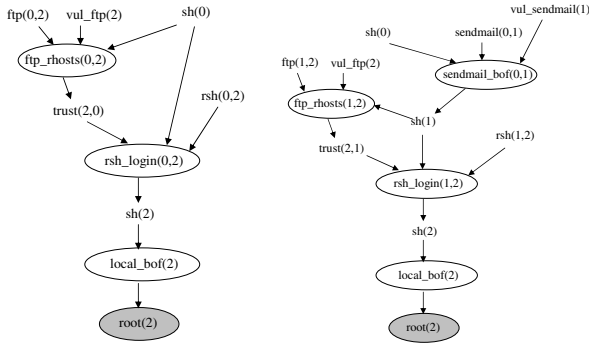 ftp(0,2) vul_ftp(2) sh(0)
ftp_rhosts(0,2)
trust(2,0)
rsh(0,2)
rsh_login(0,2)
sh(2)
local_bof(2)
root(2)
vul_sendmail(1)
sh(0) sendmail(0,1)
sendmail_bof(0,1)
ftp(1,2) vul_ftp(2)
ftp_rhosts(1,2)
sh(1)
rsh(1,2)
trust(2,1)
rsh_login(1,2)
sh(2)
local_bof(2)
root(2)